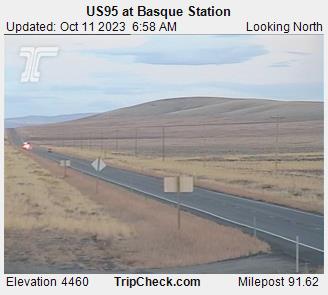 US95 at Basque Station
Updated: Oct 11 2023 6:58 AM Looking North
Elevation 4460 TripCheck.com Milepost 91.62